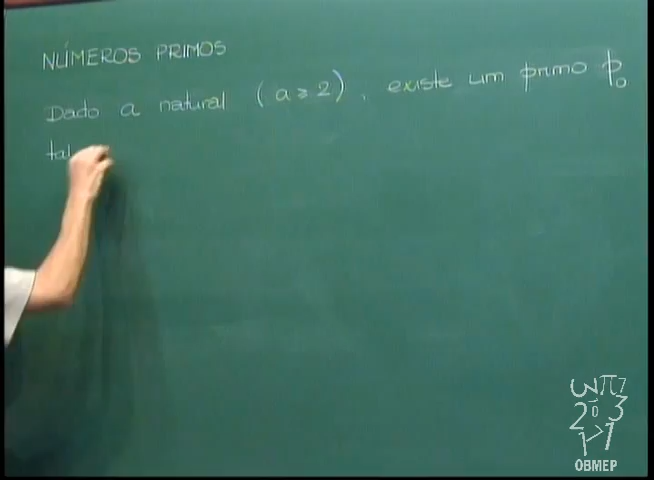 NÚMEROS PRIMOS
Dado a natural (a ≥ 2), existe um primo p₀
tal
OBMEP